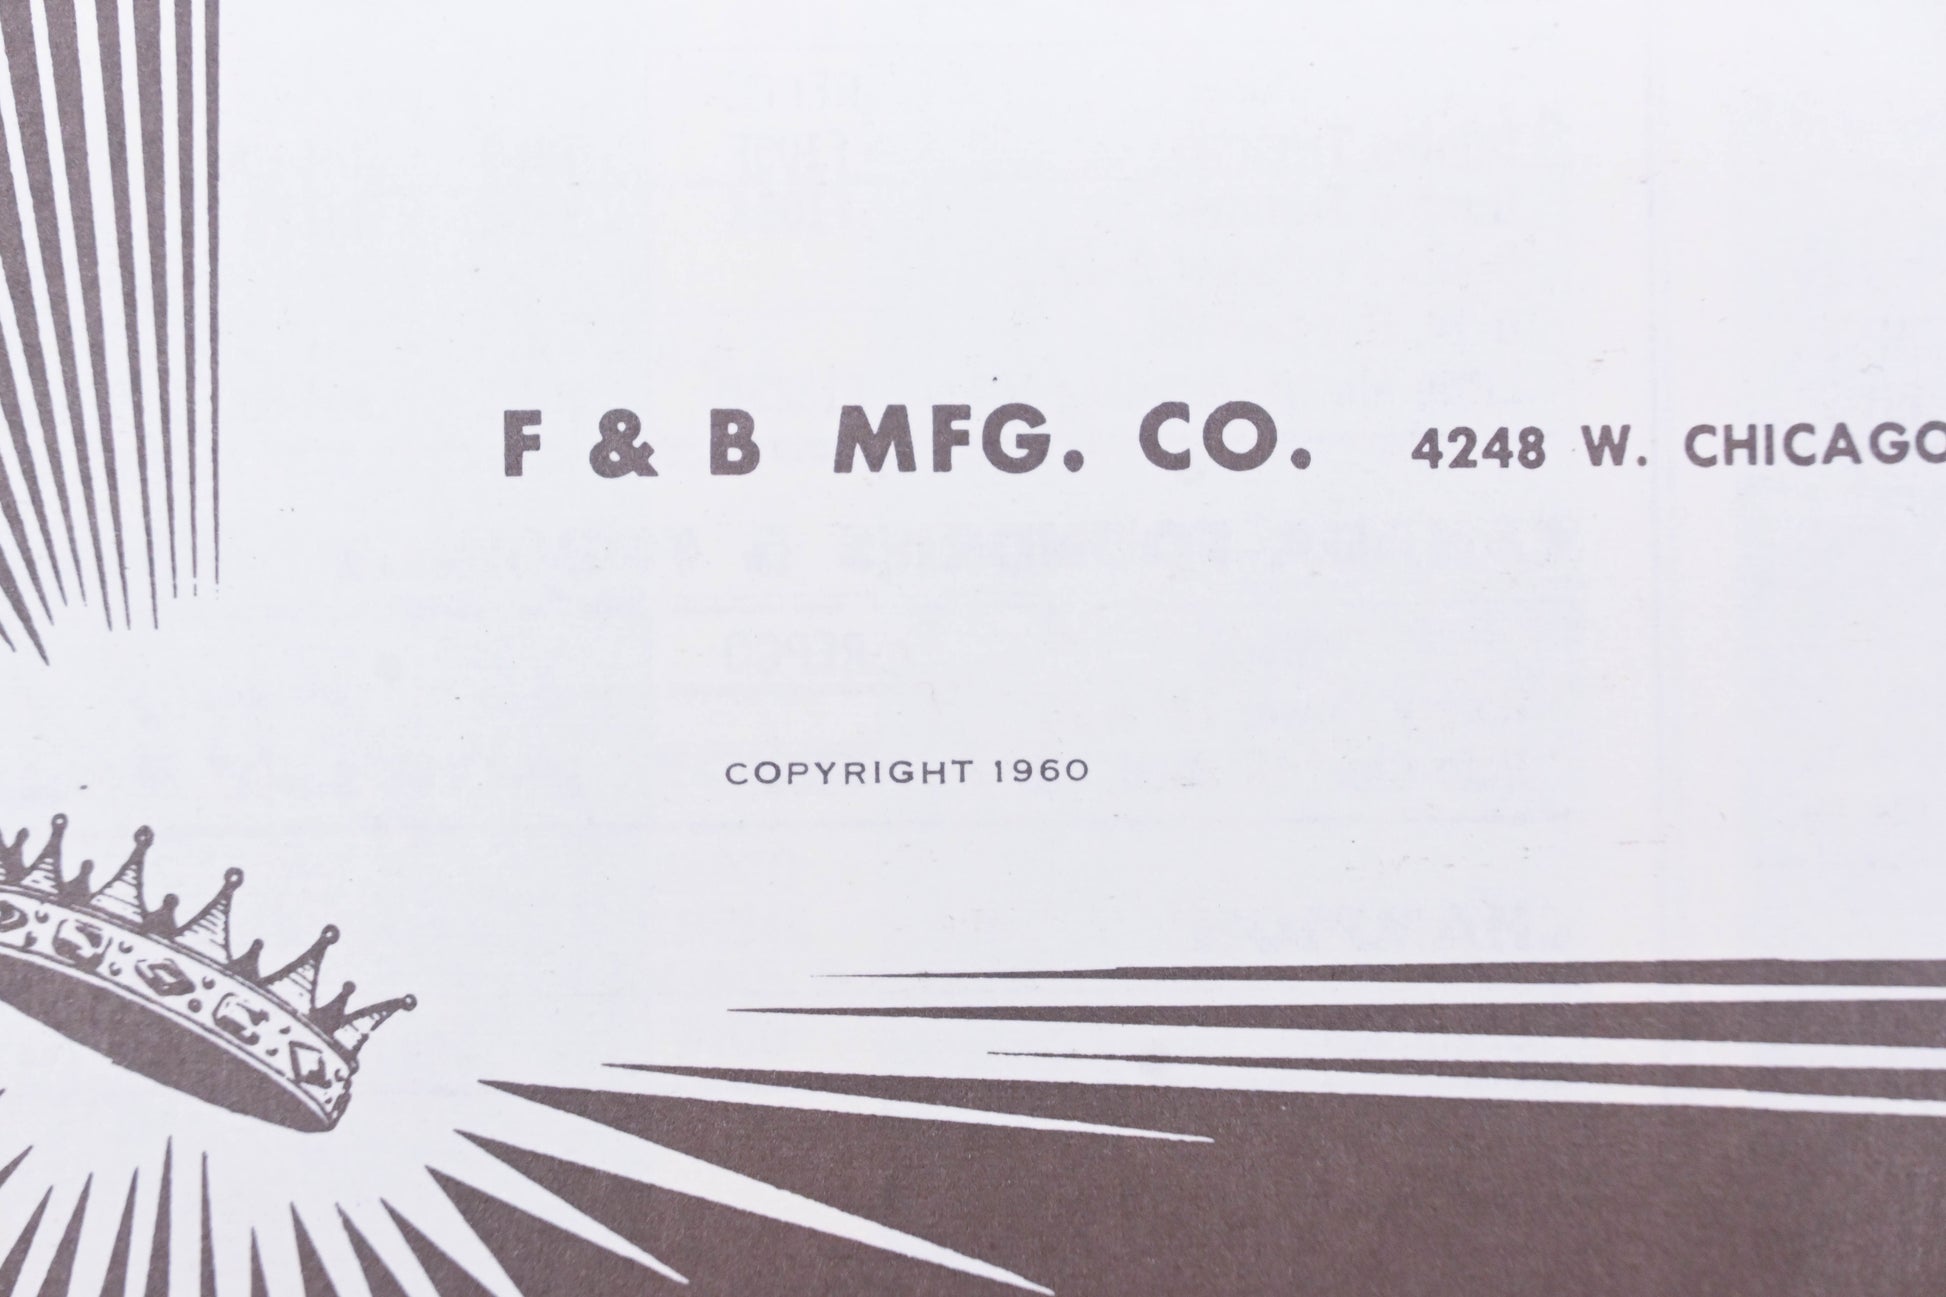 F & B MFG. CO. 4248 W. CHICAGO
COPYRIGHT 1960